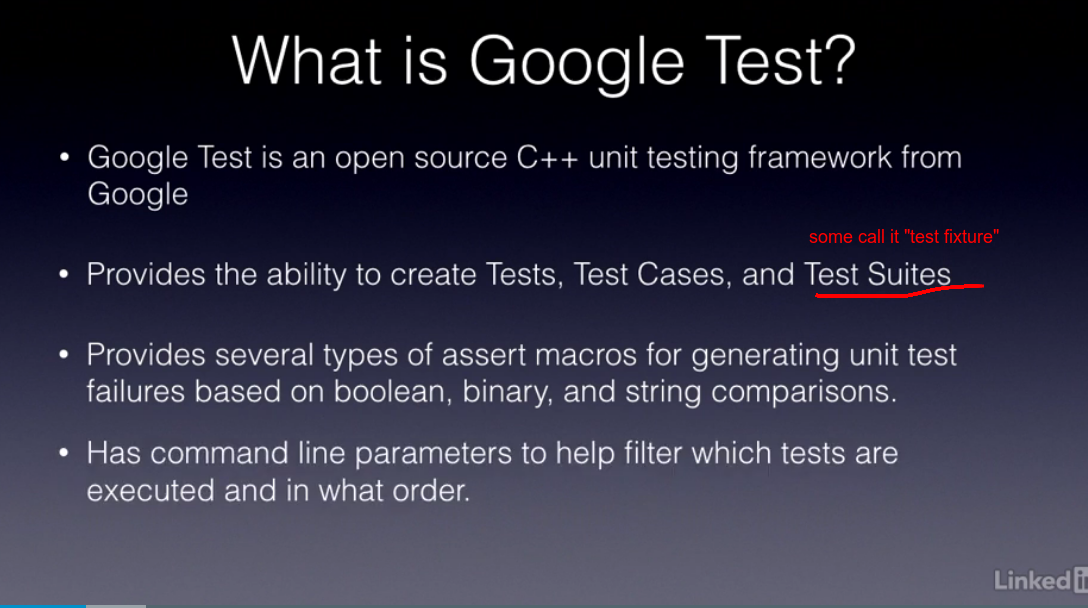 What is Google Test?
• Google Test is an open source C++ unit testing framework from
Google
some call it "test fixture"
• Provides the ability to create Tests, Test Cases, and Test Suites
• Provides several types of assert macros for generating unit test
failures based on boolean, binary, and string comparisons.
• Has command line parameters to help filter which tests are
executed and in what order.
Linked in